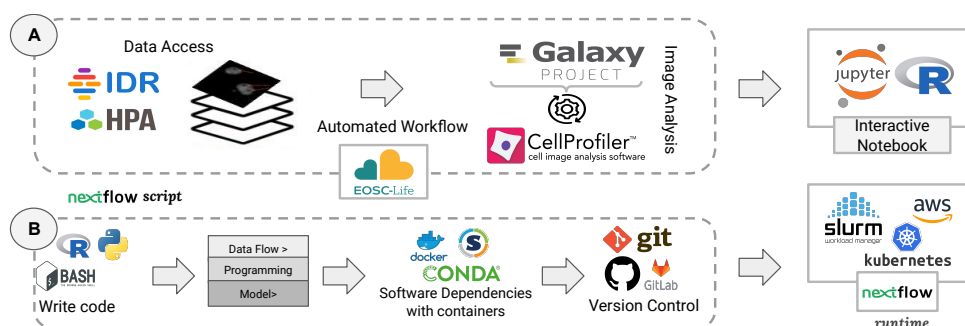 A
Data Access
IDR
HPA
Automated Workflow
EOSC-Life
Galaxy
PROJECT
CellProfiler™
cell image analysis software
Image Analysis
jupyter
R
Interactive
Notebook
nextflow script
B
R
BASH
Write code
Data Flow >
Programming
Model>
docker
S
CONDA
Software Dependencies
with containers
git
GitLab
Version Control
slurm
workload manager
aws
kubernetes
nextflow
runtime